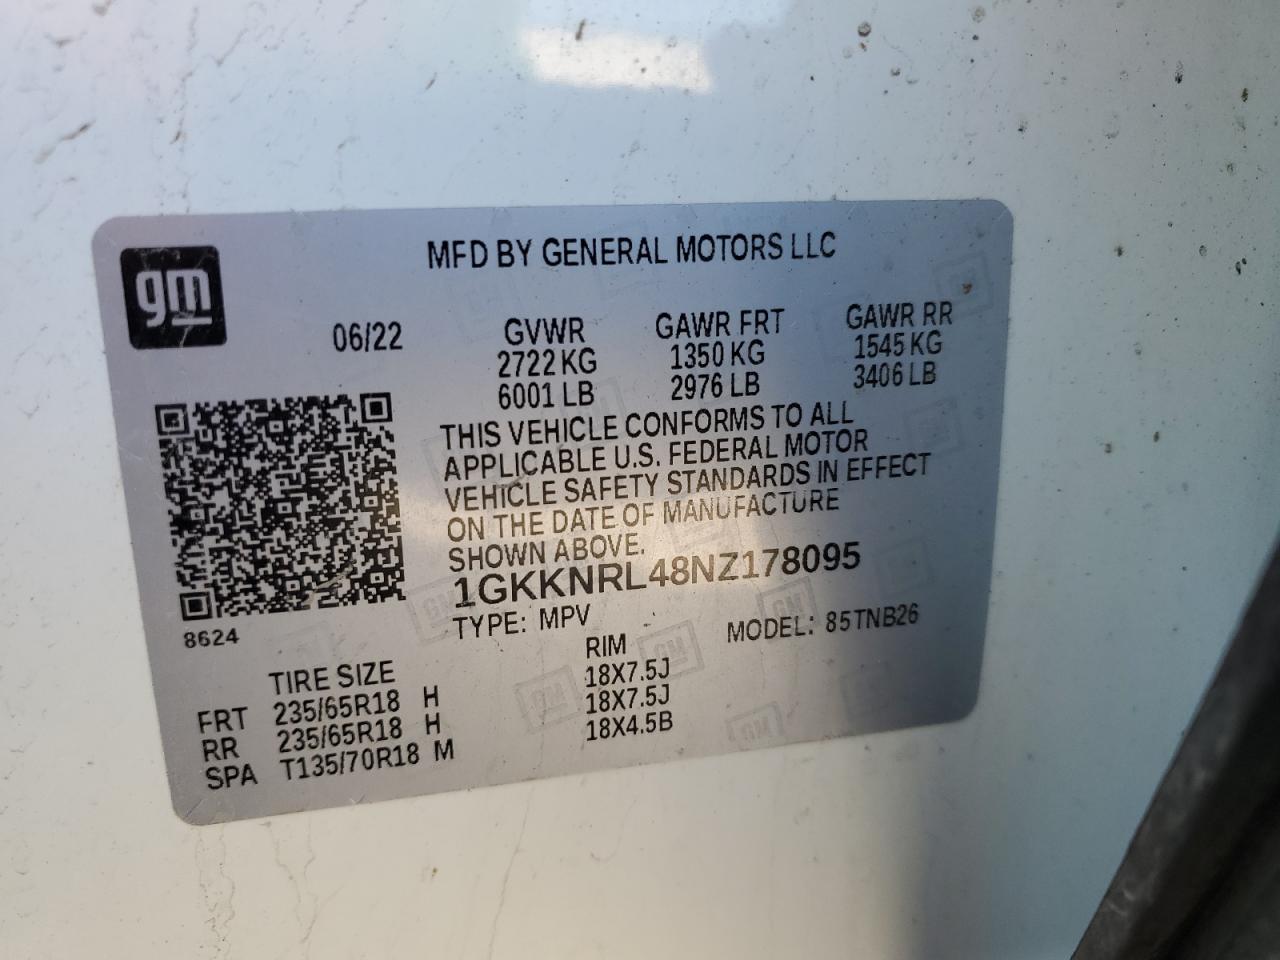 MFD BY GENERAL MOTORS LLC
gm
06/22 GVWR GAWR FRT GAWR RR
2722 KG 1350 KG 1545 KG
6001 LB 2976 LB 3406 LB
THIS VEHICLE CONFORMS TO ALL
APPLICABLE U.S. FEDERAL MOTOR
VEHICLE SAFETY STANDARDS IN EFFECT
ON THE DATE OF MANUFACTURE
SHOWN ABOVE.
1GKKNRL48NZ178095
8624 TYPE: MPV MODEL: 85TNB26
TIRE SIZE RIM
FRT 235/65R18 H 18X7.5J
RR 235/65R18 H 18X7.5J
SPA T135/70R18 M 18X4.5B